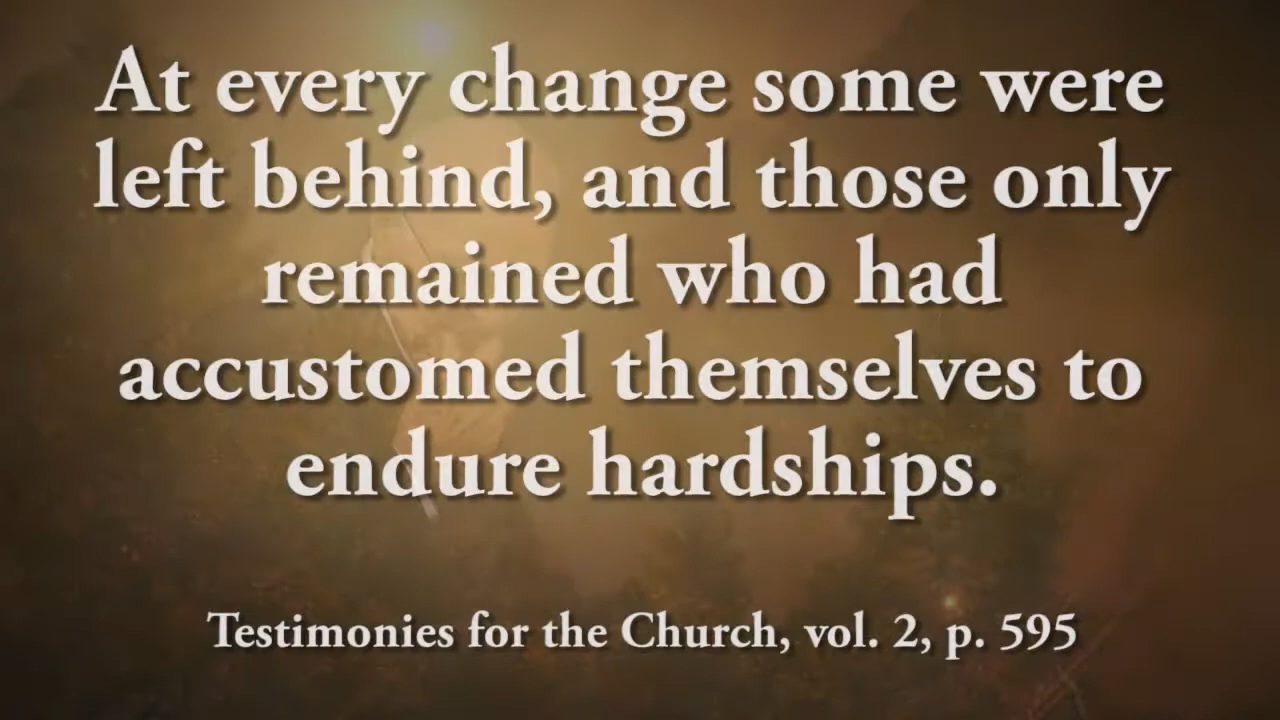 At every change some were
left behind, and those only
remained who had
accustomed themselves to
endure hardships.
Testimonies for the Church, vol. 2, p. 595